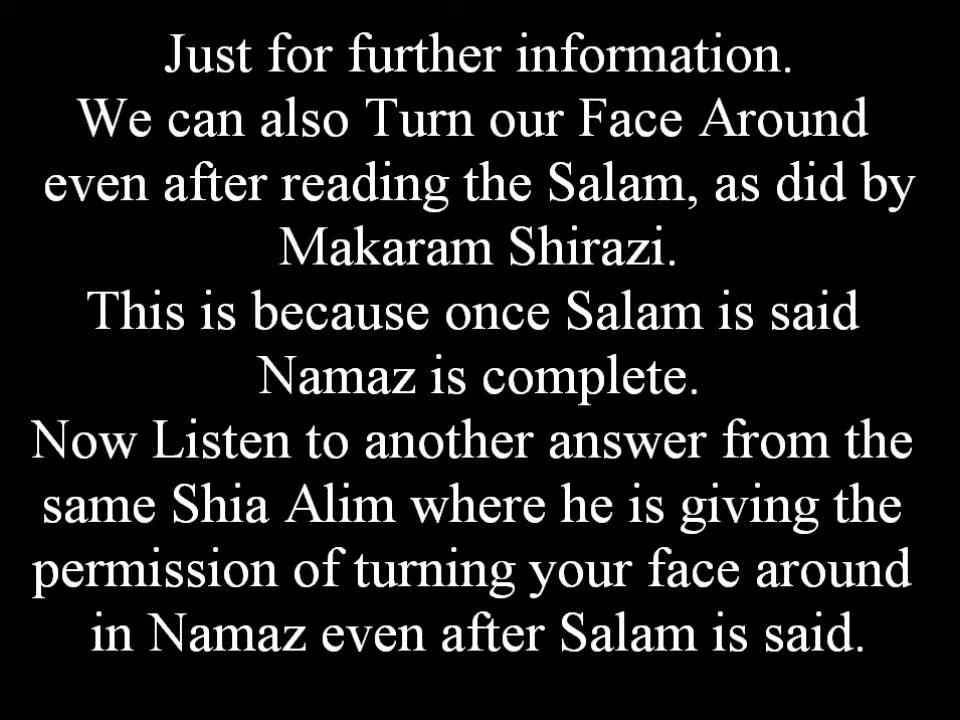 Just for further information.
We can also Turn our Face Around
even after reading the Salam, as did by
Makaram Shirazi.
This is because once Salam is said
Namaz is complete.
Now Listen to another answer from the
same Shia Alim where he is giving the
permission of turning your face around
in Namaz even after Salam is said.